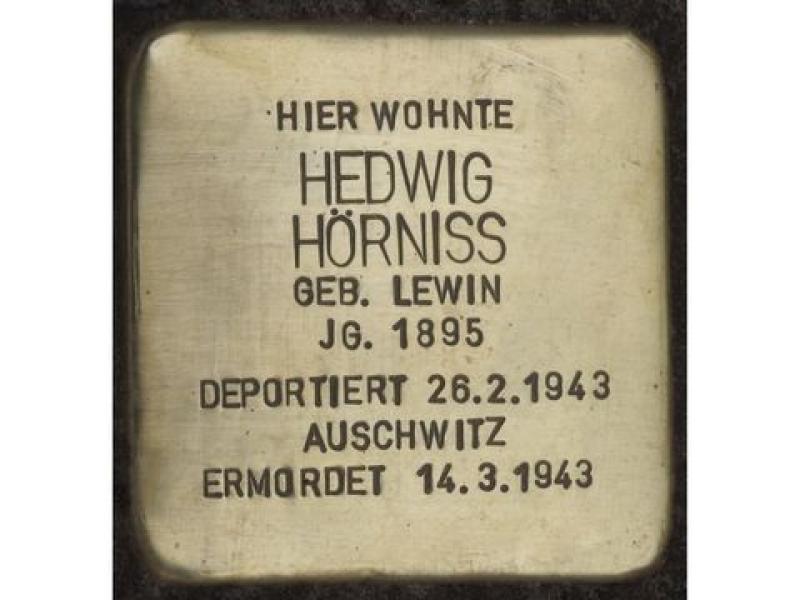 HIER WOHNTE
HEDWIG
HÖRNISS
GEB. LEWIN
JG. 1895
DEPORTIERT 26.2.1943
AUSCHWITZ
ERMORDET 14.3.1943